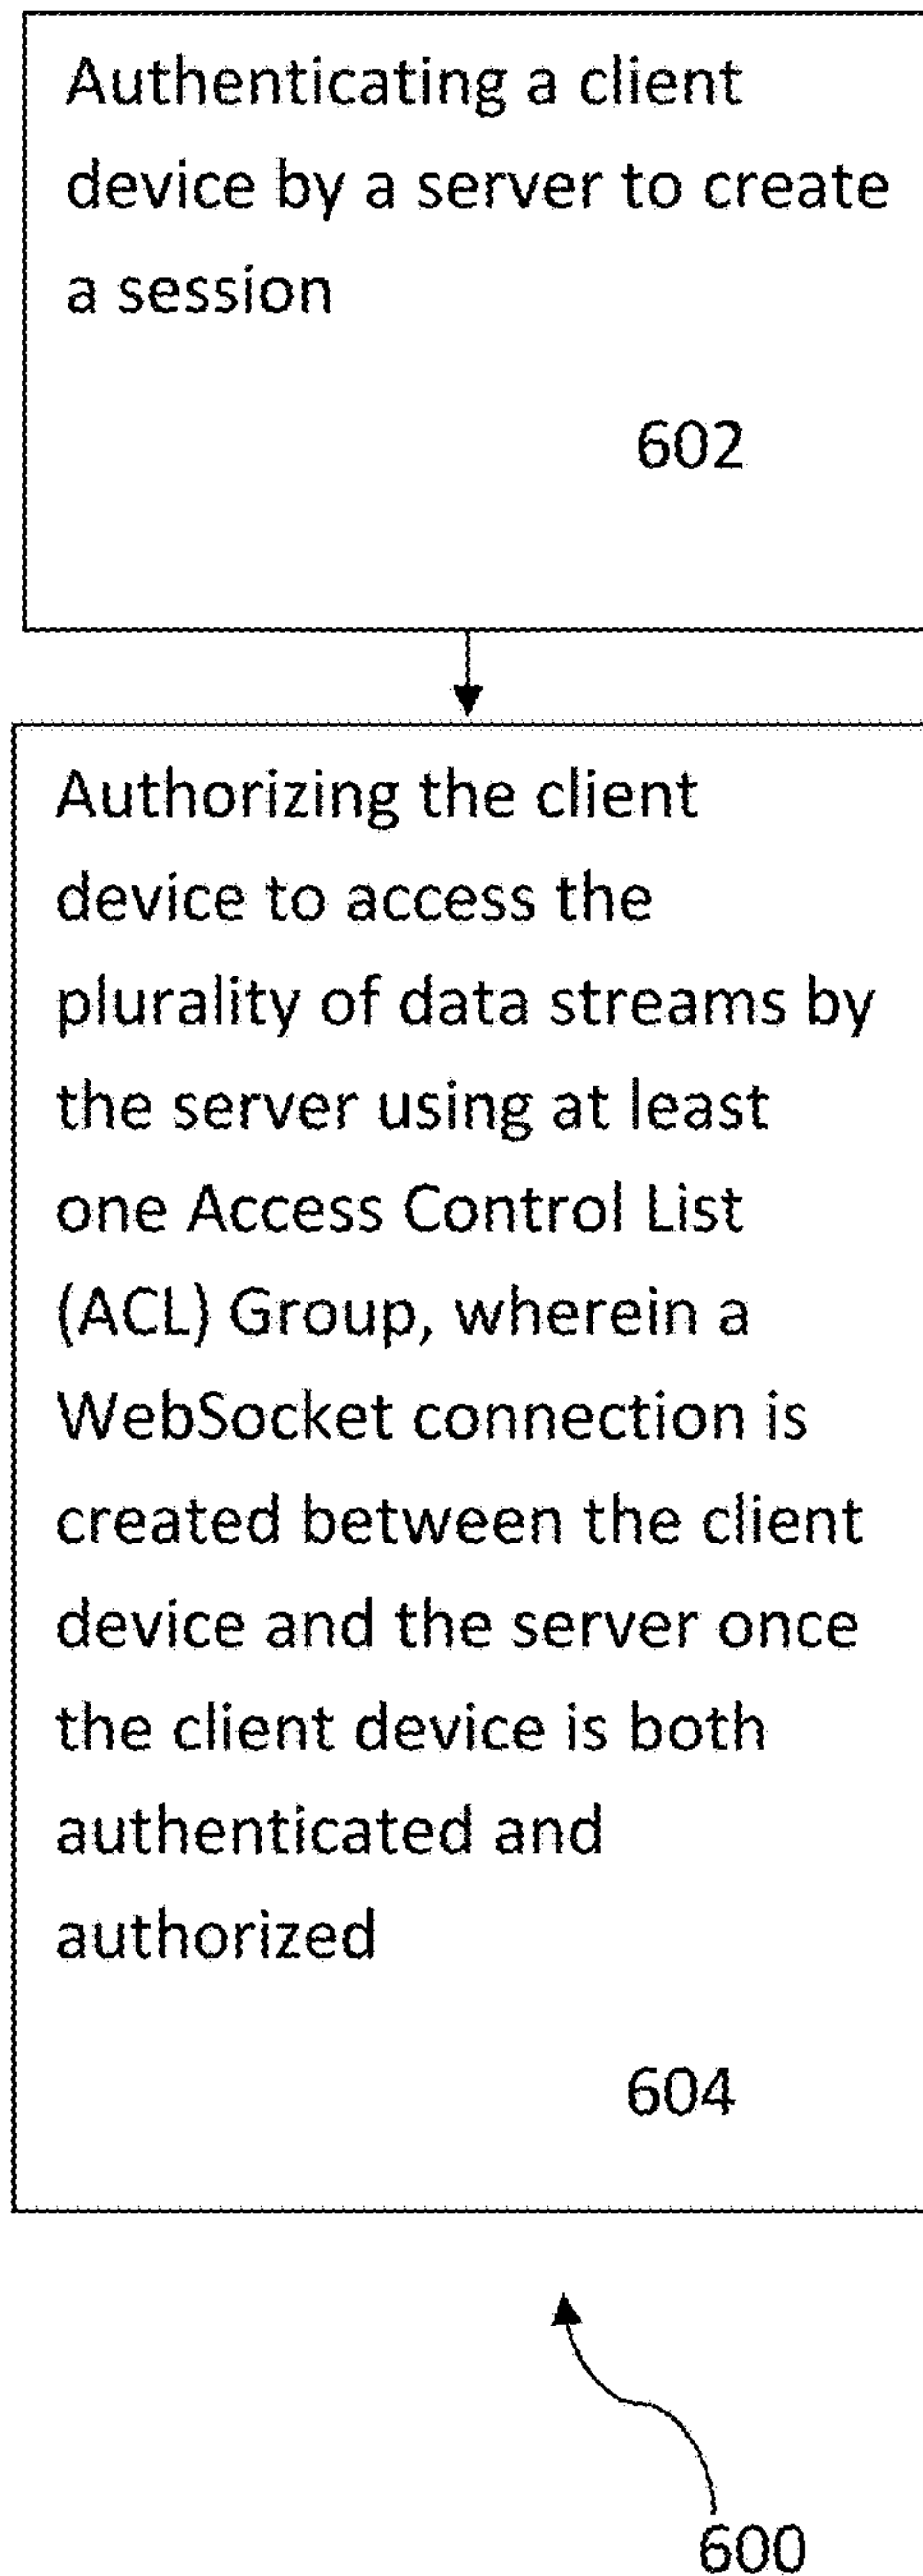 Authenticating a client
device by a server to create
a session
602
Authorizing the client
device to access the
plurality of data streams by
the server using at least
one Access Control List
(ACL) Group, wherein a
WebSocket connection is
created between the client
device and the server once
the client device is both
authenticated and
authorized
604
600